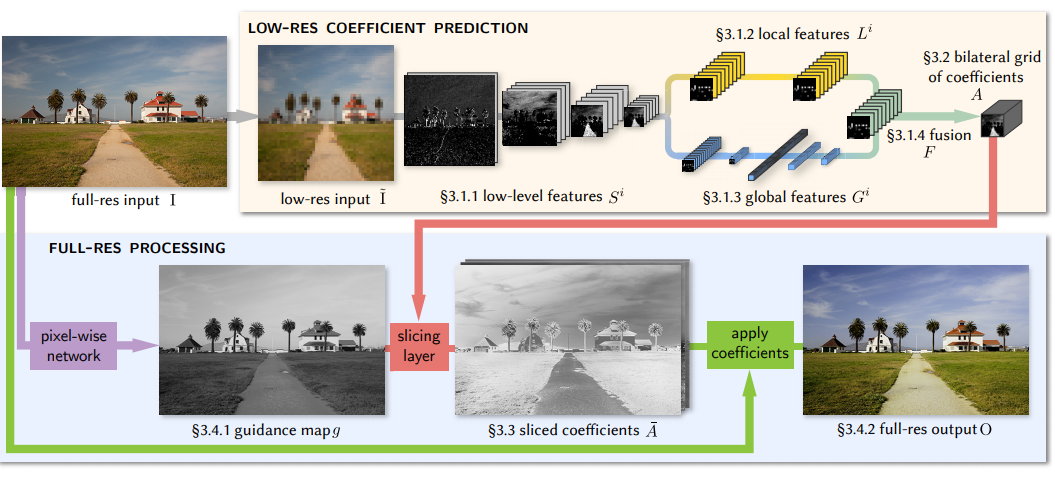 LOW-RES COEFFICIENT PREDICTION
§3.1.2 local features Lⁱ
§3.2 bilateral grid
of coefficients
A
§3.1.4 fusion
F
full-res input I
low-res input Ĩ
§3.1.1 low-level features Sⁱ
§3.1.3 global features Gⁱ
FULL-RES PROCESSING
pixel-wise
network
slicing
layer
apply
coefficients
§3.4.1 guidance map g
§3.3 sliced coefficients Ā
§3.4.2 full-res output O